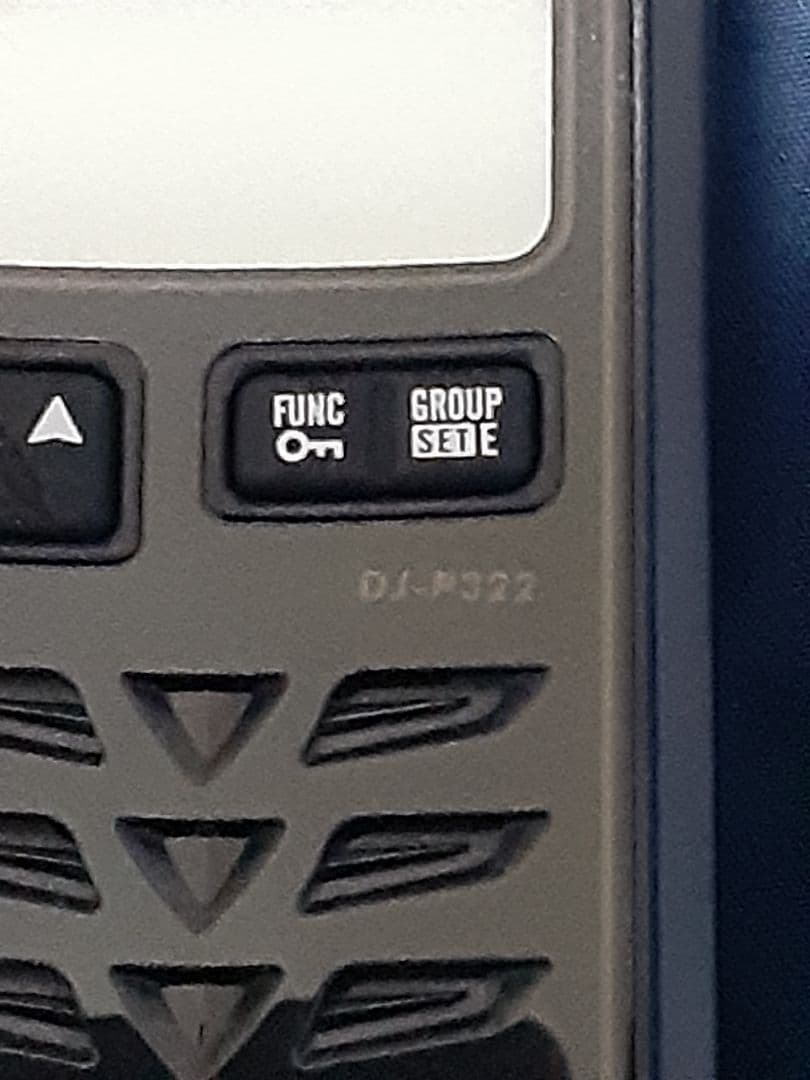 FUNC
GROUP
SET E
DJ-P322